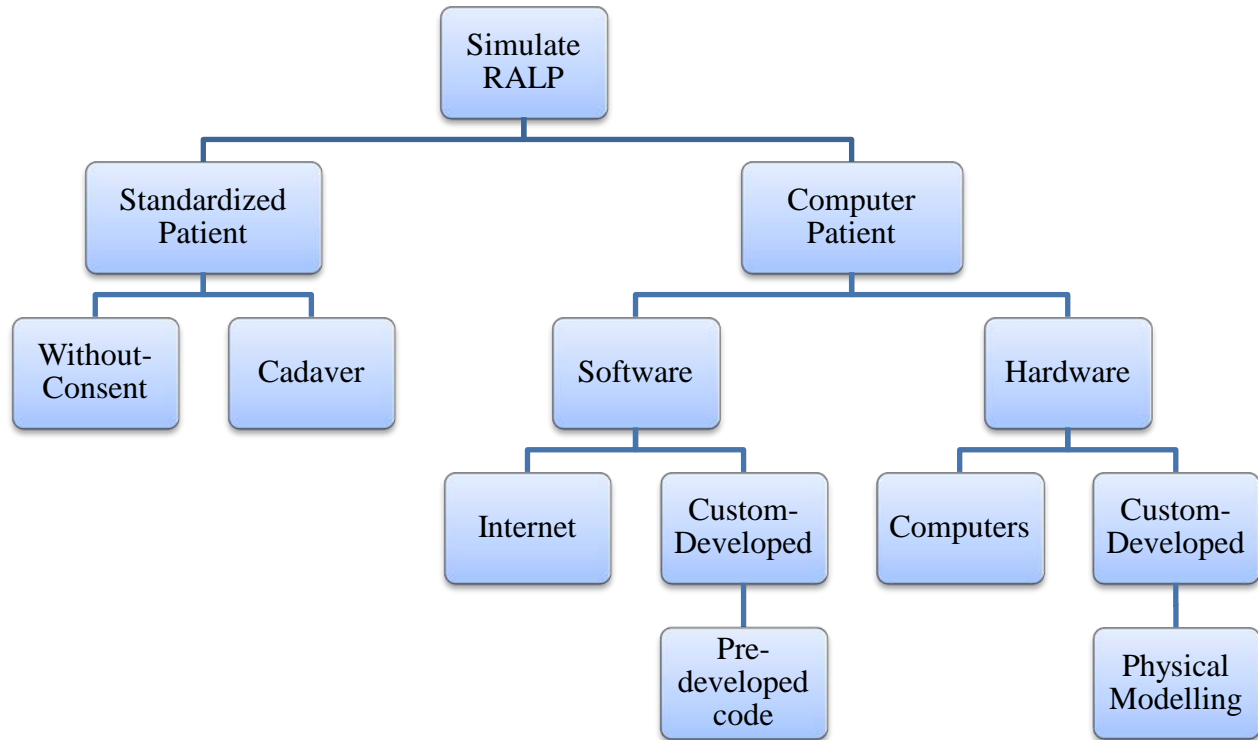 Simulate
RALP
Standardized
Patient
Computer
Patient
Without-
Consent
Cadaver
Software
Hardware
Internet
Custom-
Developed
Computers
Custom-
Developed
Pre-
developed
code
Physical
Modelling